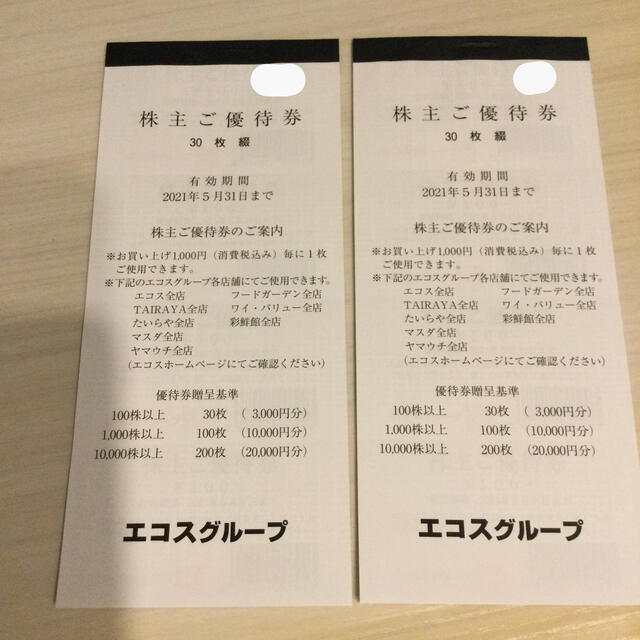 株主ご優待券
30 枚 綴
有効期間
2021年5月31日まで
株主ご優待券のご案内
※お買い上げ1,000円（消費税込み）毎に1枚
ご使用できます。
※下記のエコスグループ各店舗にてご使用できます。
エコス全店 フードガーデン全店
TAIRAYA全店 ワイ・バリュー全店
たいらや全店 彩鮮館全店
マスダ全店
ヤマウチ全店
（エコスホームページにてご確認ください）
優待券贈呈基準
100株以上 30枚 （ 3,000円分）
1,000株以上 100枚 （10,000円分）
10,000株以上 200枚 （20,000円分）
エコスグループ
株主ご優待券
30 枚 綴
有効期間
2021年5月31日まで
株主ご優待券のご案内
※お買い上げ1,000円（消費税込み）毎に1枚
ご使用できます。
※下記のエコスグループ各店舗にてご使用できます。
エコス全店 フードガーデン全店
TAIRAYA全店 ワイ・バリュー全店
たいらや全店 彩鮮館全店
マスダ全店
ヤマウチ全店
（エコスホームページにてご確認ください）
優待券贈呈基準
100株以上 30枚 （ 3,000円分）
1,000株以上 100枚 （10,000円分）
10,000株以上 200枚 （20,000円分）
エコスグループ